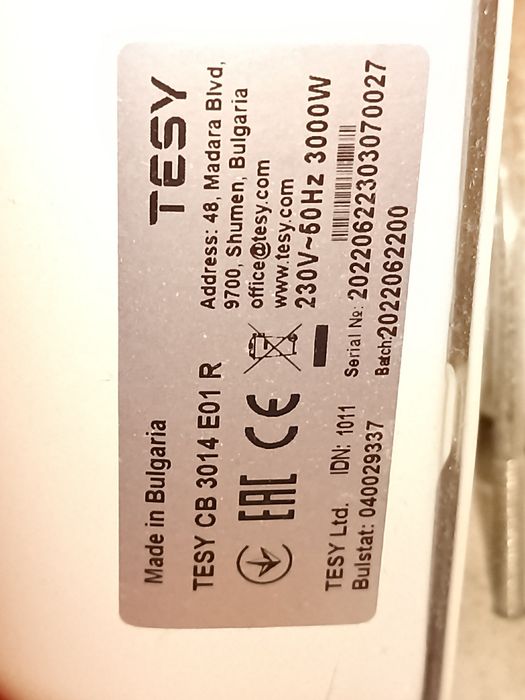 Made in Bulgaria
TESY
TESY CB 3014 E01 R
Address: 48, Madara Blvd,
9700, Shumen, Bulgaria
office@tesy.com
www.tesy.com
EAC CE
230V~50Hz 3000W
TESY Ltd. IDN: 1011
Bulstat: 040029337
Serial №: 20220622303070027
Batch:2022062200